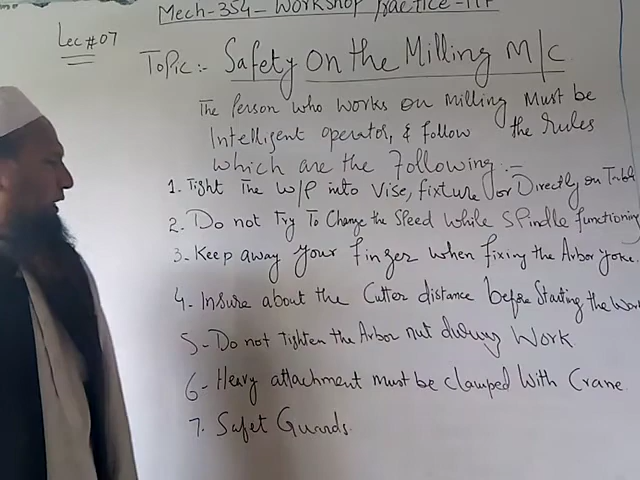 Mech-354- Workshop Practice-III
Lec#07
Topic:- Safety On the Milling M/c
The Person who works on Milling Must be
Intelligent operator, & follow the rules
which are the Following:-
1. Tight The W/P into Vise, fixture or Directly on Table
2. Do not Try To Change the Speed While Spindle functioning
3- Keep away your finger when fixing the Arbor yoke.
4- Insure about the Cutter distance before Starting the Work
5- Do not Tighten the Arbor nut during Work
6- Heavy attachment must be clamped With Crane
7. Safet Guards.